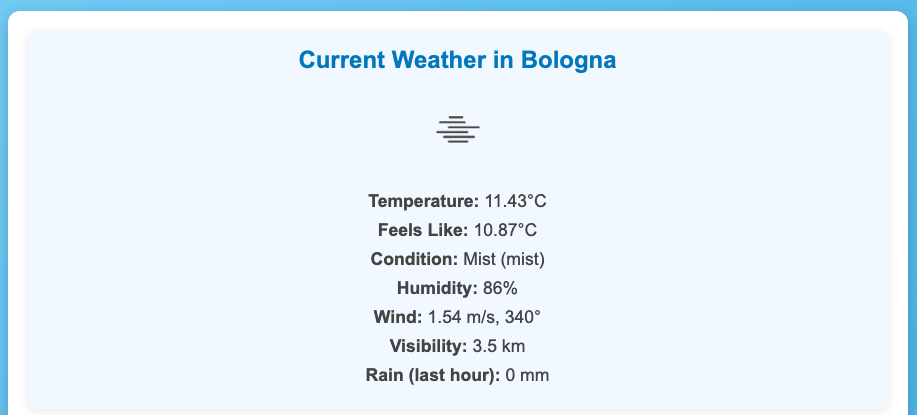 Current Weather in Bologna
Temperature: 11.43°C
Feels Like: 10.87°C
Condition: Mist (mist)
Humidity: 86%
Wind: 1.54 m/s, 340°
Visibility: 3.5 km
Rain (last hour): 0 mm